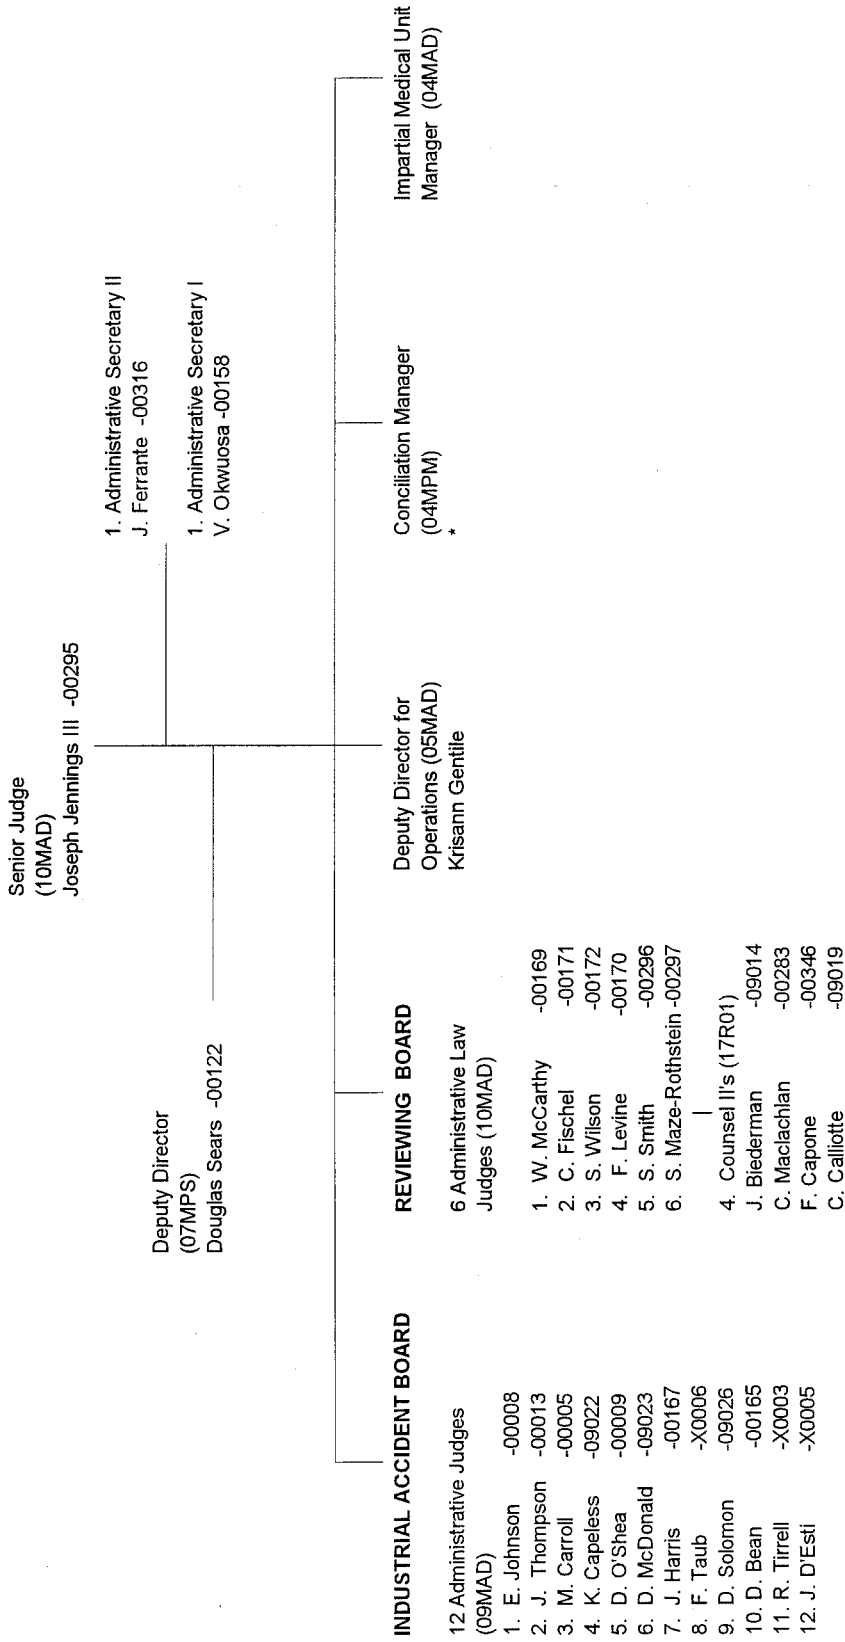 Senior Judge
(10MAD)
Joseph Jennings III -00295
1. Administrative Secretary II
J. Ferrante -00316
1. Administrative Secretary I
V. Okwuosa -00158
Deputy Director
(07MPS)
Douglas Sears -00122
INDUSTRIAL ACCIDENT BOARD
12 Administrative Judges
(09MAD)
1. E. Johnson -00008
2. J. Thompson -00013
3. M. Carroll -00005
4. K. Capeless -09022
5. D. O'Shea -00009
6. D. McDonald -09023
7. J. Harris -00167
8. F. Taub -X0006
9. D. Solomon -09026
10. D. Bean -00165
11. R. Tirrell -X0003
12. J. D'Esti -X0005
REVIEWING BOARD
6 Administrative Law
Judges (10MAD)
1. W. McCarthy -00169
2. C. Fischel -00171
3. S. Wilson -00172
4. F. Levine -00170
5. S. Smith -00296
6. S. Maze-Rothstein -00297
4. Counsel II's (17R01)
J. Biederman -09014
C. Maclachlan -00283
F. Capone -00346
C. Calliotte -09019
Deputy Director for
Operations (05MAD)
Krisann Gentile
Conciliation Manager
(04MPM)
*
Impartial Medical Unit
Manager (04MAD)